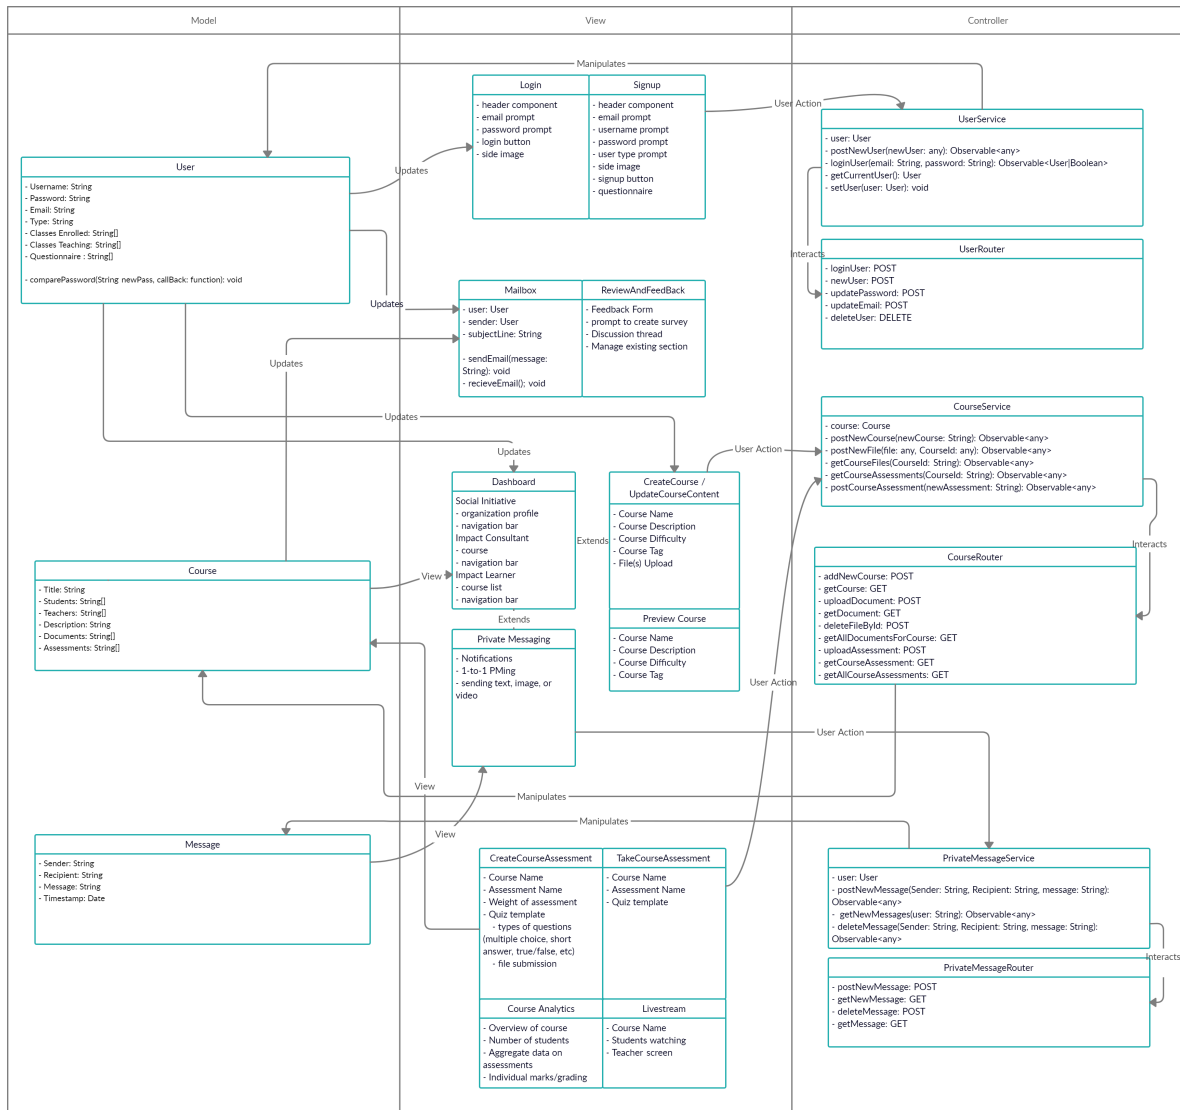 Model
View
Controller
Manipulates
Login
- header component
- email prompt
- password prompt
- login button
- side image
Signup
- header component
- email prompt
- username prompt
- password prompt
- user type prompt
- side image
- signup button
- questionnaire
User Action
UserService
- user: User
- postNewUser(newUser: any): Observable<any>
- loginUser(email: String, password: String): Observable<User|Boolean>
- getCurrentUser(): User
- setUser(user: User): void
Updates
User
- Username: String
- Password: String
- Email: String
- Type: String
- Classes Enrolled: String[]
- Classes Teaching: String[]
- Questionnaire : String[]
- comparePassword(String newPass, callBack: function): void
Interacts
UserRouter
- loginUser: POST
- newUser: POST
- updatePassword: POST
- updateEmail: POST
- deleteUser: DELETE
Updates
Mailbox
- user: User
- sender: User
- subjectLine: String
- sendEmail(message:
String): void
- recieveEmail(); void
ReviewAndFeedBack
- Feedback Form
- prompt to create survey
- Discussion thread
- Manage existing section
Updates
Updates
Updates
User Action
CourseService
- course: Course
- postNewCourse(newCourse: String): Observable<any>
- postNewFile(file: any, CourseId: any): Observable<any>
- getCourseFiles(CourseId: String): Observable<any>
- getCourseAssessments(CourseId: String): Observable<any>
- postCourseAssessment(newAssessment: String): Observable<any>
Dashboard
Social Initiative
- organization profile
- navigation bar
Impact Consultant
- course
- navigation bar
Impact Learner
- course list
- navigation bar
Extends
CreateCourse /
UpdateCourseContent
- Course Name
- Course Description
- Course Difficulty
- Course Tag
- File(s) Upload
Interacts
CourseRouter
- addNewCourse: POST
- getCourse: GET
- uploadDocument: POST
- getDocument: GET
- deleteFileById: POST
- getAllDocumentsForCourse: GET
- uploadAssessment: POST
- getCourseAssessment: GET
- getAllCourseAssessments: GET
Course
- Title: String
- Students: String[]
- Teachers: String[]
- Description: String
- Documents: String[]
- Assessments: String[]
View
Extends
Preview Course
- Course Name
- Course Description
- Course Difficulty
- Course Tag
Private Messaging
- Notifications
- 1-to-1 PMing
- sending text, image, or
video
User Action
User Action
View
Manipulates
Manipulates
View
Message
- Sender: String
- Recipient: String
- Message: String
- Timestamp: Date
CreateCourseAssessment
- Course Name
- Assessment Name
- Weight of assessment
- Quiz template
- types of questions
(multiple choice, short
answer, true/false, etc)
- file submission
TakeCourseAssessment
- Course Name
- Assessment Name
- Quiz template
PrivateMessageService
- user: User
- postNewMessage(Sender: String, Recipient: String, message: String):
Observable<any>
- getNewMessages(user: String): Observable<any>
- deleteMessage(Sender: String, Recipient: String, message: String):
Observable<any>
Interacts
PrivateMessageRouter
- postNewMessage: POST
- getNewMessage: GET
- deleteMessage: POST
- getMessage: GET
Course Analytics
- Overview of course
- Number of students
- Aggregate data on
assessments
- Individual marks/grading
Livestream
- Course Name
- Students watching
- Teacher screen